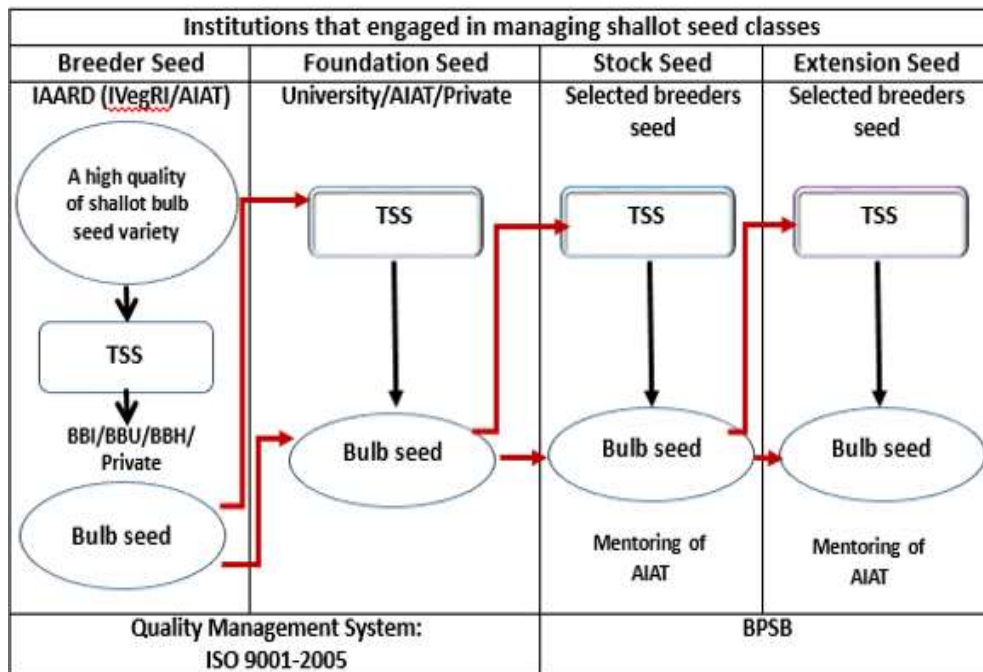 Institutions that engaged in managing shallot seed classes
Breeder Seed
Foundation Seed
Stock Seed
Extension Seed
IAARD (IVegRI/AIAT)
University/AIAT/Private
Selected breeders
seed
Selected breeders
seed
A high quality
of shallot bulb
seed variety
TSS
BBI/BBU/BBH/
Private
Bulb seed
TSS
Bulb seed
TSS
Bulb seed
Mentoring of
AIAT
TSS
Bulb seed
Mentoring of
AIAT
Quality Management System:
ISO 9001-2005
BPSB